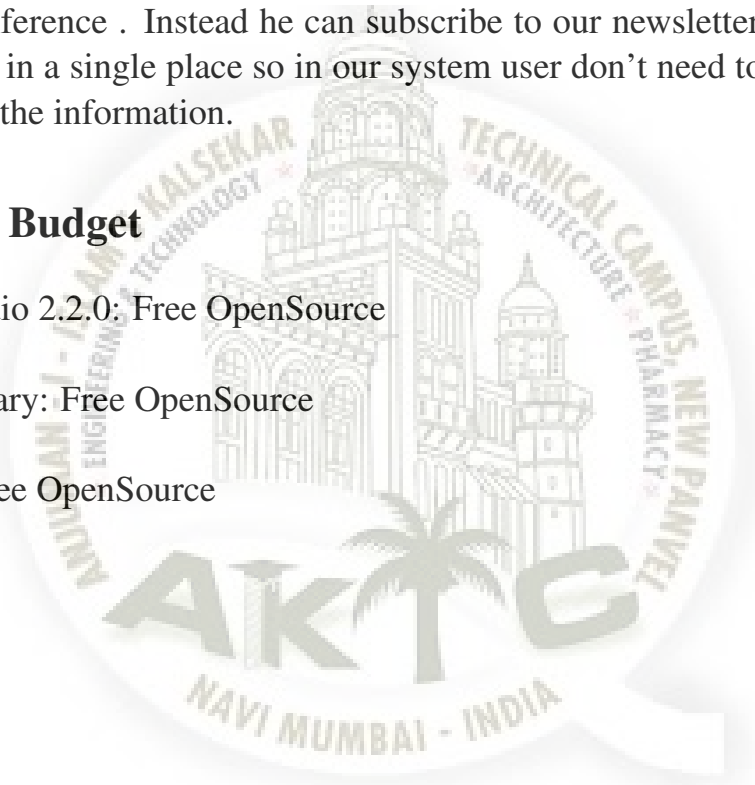 ference . Instead he can subscribe to our newsletter
in a single place so in our system user don't need to
the information.
Budget
io 2.2.0: Free OpenSource
ary: Free OpenSource
ee OpenSource
KALSEKAR TECHNICAL CAMPUS, NEW PANVEL
ENGINEERING & TECHNOLOGY * ARCHITECTURE * PHARMACY *
AKTC
NAVI MUMBAI - INDIA